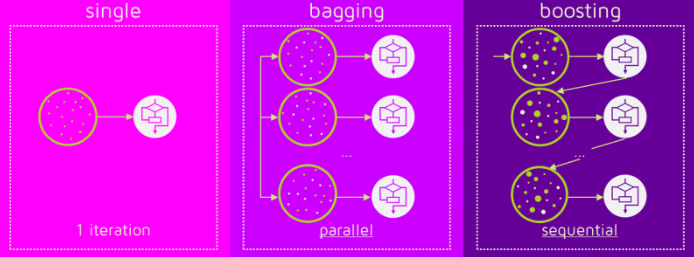 single
bagging
boosting
...
...
1 iteration
parallel
sequential